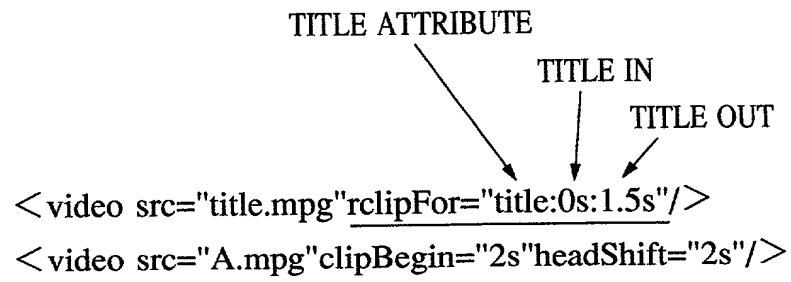 TITLE ATTRIBUTE
TITLE IN
TITLE OUT
<video src="title.mpg"rclipFor="title:0s:1.5s"/>
<video src="A.mpg"clipBegin="2s"headShift="2s"/>